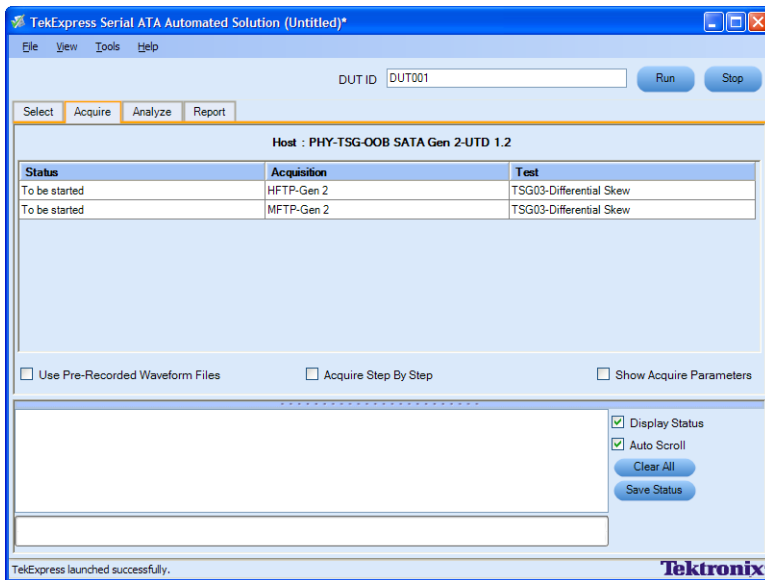 TekExpress Serial ATA Automated Solution (Untitled)*
File View Tools Help
DUT ID DUT001 Run Stop
Select Acquire Analyze Report
Host : PHY-TSG-OOB SATA Gen 2-UTD 1.2
Status Acquisition Test
To be started HFTP-Gen 2 TSG03-Differential Skew
To be started MFTP-Gen 2 TSG03-Differential Skew
Use Pre-Recorded Waveform Files Acquire Step By Step Show Acquire Parameters
Display Status
Auto Scroll
Clear All
Save Status
TekExpress launched successfully. Tektronix